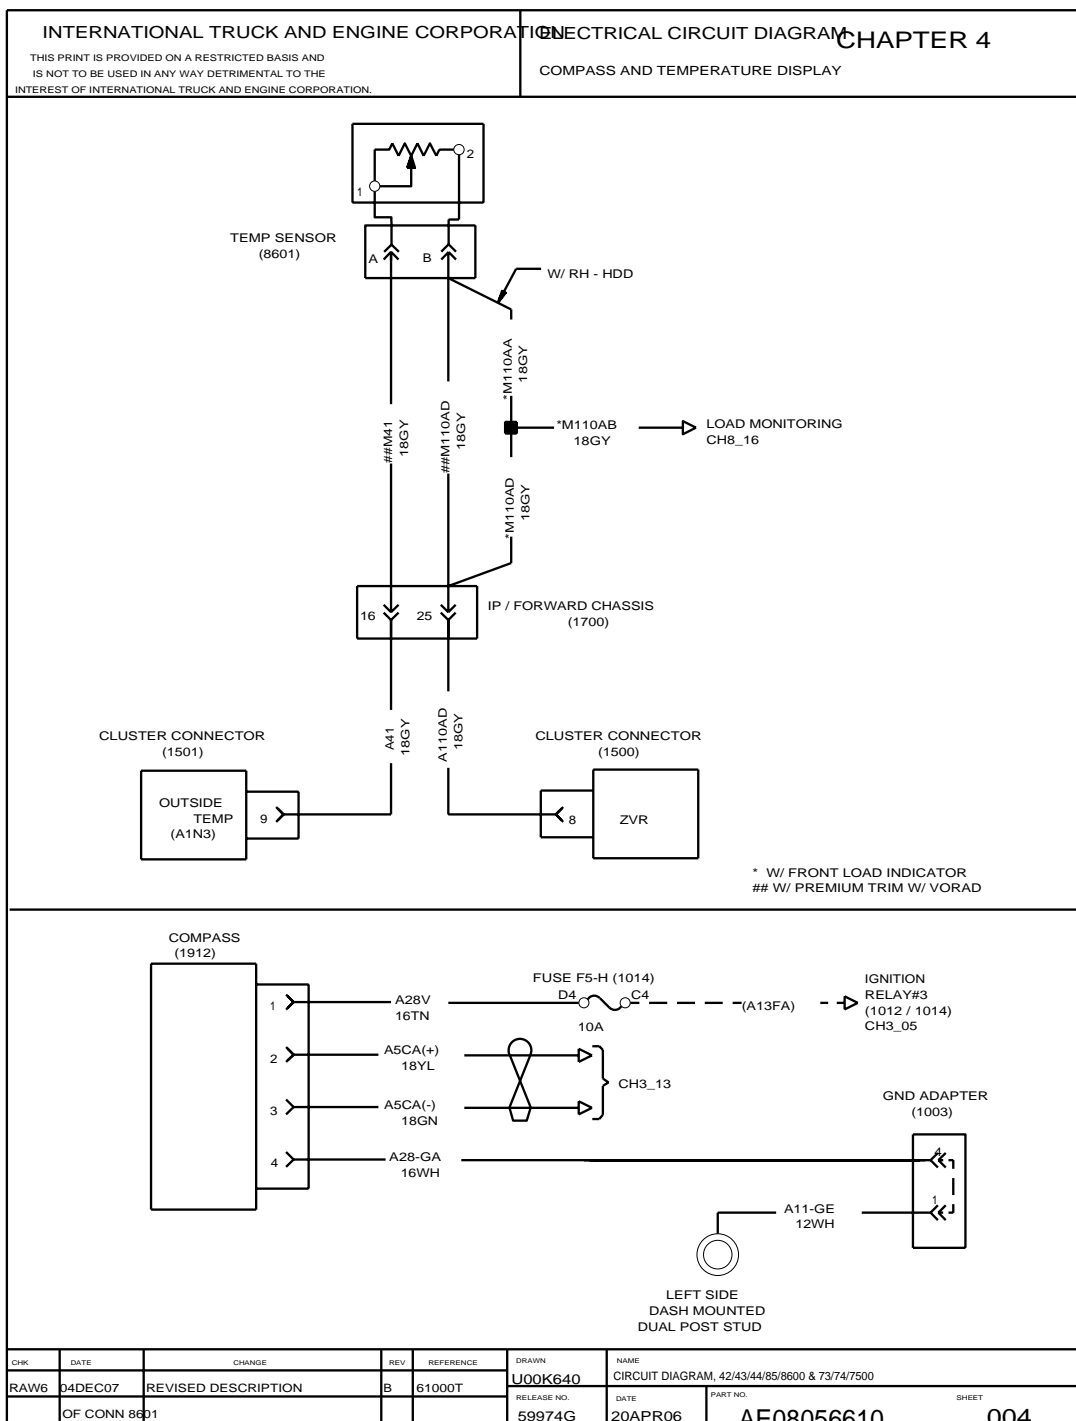 INTERNATIONAL TRUCK AND ENGINE CORPORATION
THIS PRINT IS PROVIDED ON A RESTRICTED BASIS AND
IS NOT TO BE USED IN ANY WAY DETRIMENTAL TO THE
INTEREST OF INTERNATIONAL TRUCK AND ENGINE CORPORATION.
ELECTRICAL CIRCUIT DIAGRAM
CHAPTER 4
COMPASS AND TEMPERATURE DISPLAY
2
1
TEMP SENSOR
(8601)
A
B
W/ RH - HDD
*M110AA
18GY
##M41
18GY
##M110AD
18GY
*M110AB
18GY
LOAD MONITORING
CH8_16
*M110AD
18GY
16
25
IP / FORWARD CHASSIS
(1700)
A41
18GY
A110AD
18GY
CLUSTER CONNECTOR
(1501)
OUTSIDE
TEMP
(A1N3)
9
CLUSTER CONNECTOR
(1500)
8
ZVR
* W/ FRONT LOAD INDICATOR
## W/ PREMIUM TRIM W/ VORAD
COMPASS
(1912)
1
A28V
16TN
FUSE F5-H (1014)
D4
C4
10A
(A13FA)
IGNITION
RELAY#3
(1012 / 1014)
CH3_05
2
A5CA(+)
18YL
CH3_13
3
A5CA(-)
18GN
4
A28-GA
16WH
GND ADAPTER
(1003)
4
1
A11-GE
12WH
LEFT SIDE
DASH MOUNTED
DUAL POST STUD
CHK DATE CHANGE REV REFERENCE
RAW6 04DEC07 REVISED DESCRIPTION B 61000T
OF CONN 8601
DRAWN
U00K640
NAME
CIRCUIT DIAGRAM, 42/43/44/85/8600 & 73/74/7500
RELEASE NO.
59974G
DATE
20APR06
PART NO.
AE08056610
SHEET
004